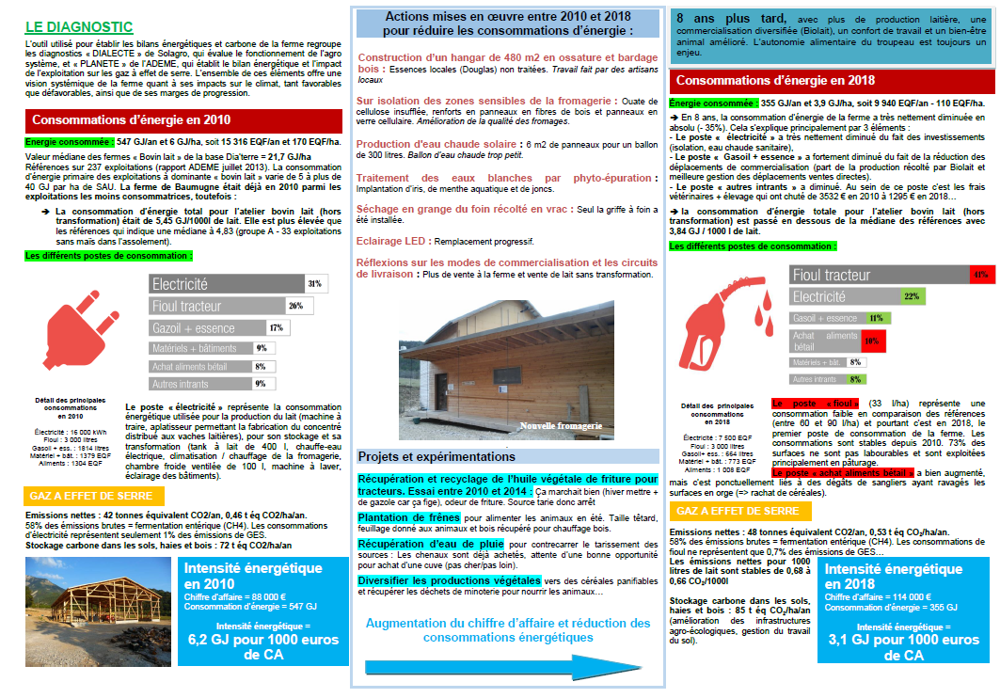 LE DIAGNOSTIC
L'outil utilisé pour établir les bilans énergétiques et carbone de la ferme regroupe
les diagnostics « DIALECTE » de Solagro, qui évalue le fonctionnement de l'agro
système, et « PLANETE » de l'ADEME, qui établit le bilan énergétique et l'impact
de l'exploitation sur les gaz à effet de serre. L'ensemble de ces éléments offre une
vision systémique de la ferme quant à ses impacts sur le climat, tant favorables
que défavorables, ainsi que de ses marges de progression.
Consommations d'énergie en 2010
Energie consommée : 547 GJ/an et 6 GJ/ha, soit 15 316 EQF/an et 170 EQF/ha.
Valeur médiane des fermes « Bovin lait » de la base Dia'terre = 21,7 GJ/ha
Références sur 237 exploitations (rapport ADEME juillet 2013). La consommation
d'énergie primaire des exploitations à dominante « bovin lait » varie de 5 à plus de
40 GJ par ha de SAU. La ferme de Baumugne était déjà en 2010 parmi les
exploitations les moins consommatrices, toutefois :
➔ La consommation d'énergie total pour l'atelier bovin lait (hors
transformation) était de 5,45 GJ/1000l de lait. Elle est plus élevée que
les références qui indique une médiane à 4,83 (groupe A - 33 exploitations
sans maïs dans l'assolement).
Les différents postes de consommation :
Electricité 31%
Fioul tracteur 26%
Gazoil + essence 17%
Matériels + bâtiments 9%
Achat aliments bétail 8%
Autres intrants 9%
Détail des principales
consommations
en 2010
Électricité : 16 000 kWh
Fioul : 3 000 litres
Gasoil + ess. : 1814 litres
Matériel + bât. : 1379 EQF
Aliments : 1304 EQF
Le poste « électricité » représente la consommation
énergétique utilisée pour la production du lait (machine à
traire, aplatisseur permettant la fabrication du concentré
distribué aux vaches laitières), pour son stockage et sa
transformation (tank à lait de 400 l, chauffe-eau
électrique, climatisation / chauffage de la fromagerie,
chambre froide ventilée de 100 l, machine à laver,
éclairage des bâtiments).
GAZ A EFFET DE SERRE
Emissions nettes : 42 tonnes équivalent CO2/an, 0,46 t éq CO2/ha/an.
58% des émissions brutes = fermentation entérique (CH4). Les consommations
d'électricité représentent seulement 1% des émissions de GES.
Stockage carbone dans les sols, haies et bois : 72 t éq CO2/ha/an
Intensité énergétique
en 2010
Chiffre d'affaire = 88 000 €
Consommation d'énergie = 547 GJ
Intensité énergétique =
6,2 GJ pour 1000 euros
de CA
Actions mises en œuvre entre 2010 et 2018
pour réduire les consommations d'énergie :
Construction d'un hangar de 480 m2 en ossature et bardage
bois : Essences locales (Douglas) non traitées. Travail fait par des artisans
locaux
Sur isolation des zones sensibles de la fromagerie : Ouate de
cellulose insufflée, renforts en panneaux en fibres de bois et panneaux en
verre cellulaire. Amélioration de la qualité des fromages.
Production d'eau chaude solaire : 6 m2 de panneaux pour un ballon
de 300 litres. Ballon d'eau chaude trop petit.
Traitement des eaux blanches par phyto-épuration :
Implantation d'iris, de menthe aquatique et de joncs.
Séchage en grange du foin récolté en vrac : Seul la griffe à foin a
été installée.
Eclairage LED : Remplacement progressif.
Réflexions sur les modes de commercialisation et les circuits
de livraison : Plus de vente à la ferme et vente de lait sans transformation.
Nouvelle fromagerie
Projets et expérimentations
Récupération et recyclage de l'huile végétale de friture pour
tracteurs. Essai entre 2010 et 2014 : Ça marchait bien (hiver mettre +
de gazole car ça fige), odeur de friture. Source tarie donc arrêt
Plantation de frênes pour alimenter les animaux en été. Taille têtard,
feuillage donné aux animaux et bois récupéré pour chauffage bois.
Récupération d'eau de pluie pour contrecarrer le tarissement des
sources : Les chenaux sont déjà achetés, attente d'une bonne opportunité
pour achat d'une cuve (pas cher/pas loin).
Diversifier les productions végétales vers des céréales panifiables
et récupérer les déchets de minoterie pour nourrir les animaux…
Augmentation du chiffre d'affaire et réduction des
consommations énergétiques
8 ans plus tard, avec plus de production laitière, une
commercialisation diversifiée (Biolait), un confort de travail et un bien-être
animal amélioré. L'autonomie alimentaire du troupeau est toujours un
enjeu.
Consommations d'énergie en 2018
Énergie consommée : 355 GJ/an et 3,9 GJ/ha, soit 9 940 EQF/an - 110 EQF/ha.
➔ En 8 ans, la consommation d'énergie de la ferme a très nettement diminuée en
absolu (- 35%). Cela s'explique principalement par 3 éléments :
- Le poste « électricité » a très nettement diminué du fait des investissements
(isolation, eau chaude sanitaire),
- Le poste « Gasoil + essence » a fortement diminué du fait de la réduction des
déplacements de commercialisation (part de la production récolté par Biolait et
meilleure gestion des déplacements ventes directes).
- Le poste « autres intrants » a diminué. Au sein de ce poste c'est les frais
vétérinaires + élevage qui ont chuté de 3532 € en 2010 à 1295 € en 2018…
➔ la consommation d'énergie totale pour l'atelier bovin lait (hors
transformation) est passé en dessous de la médiane des références avec
3,84 GJ / 1000 l de lait.
Les différents postes de consommation :
Fioul tracteur 41%
Electricité 22%
Gasoil + essence 11%
Achat aliments
bétail 10%
Matériels + bât. 8%
Autres intrants 8%
Détail des principales
consommations
en 2018
Électricité : 7 500 EQF
Fioul : 3 000 litres
Gasoil+ ess. : 664 litres
Matériel + bât. : 773 EQF
Aliments : 1 008 EQF
Le poste « fioul » (33 l/ha) représente une
consommation faible en comparaison des références
(entre 60 et 90 l/ha) et pourtant c'est en 2018, le
premier poste de consommation de la ferme. Les
consommations sont stables depuis 2010. 73% des
surfaces ne sont pas labourables et sont exploitées
principalement en pâturage.
Le poste « achat aliments bétail » a bien augmenté,
mais c'est ponctuellement liés à des dégâts de sangliers ayant ravagés les
surfaces en orge (=> rachat de céréales).
GAZ A EFFET DE SERRE
Emissions nettes : 48 tonnes équivalent CO2/an, 0,53 t éq CO₂/ha/an.
58% des émissions brutes = fermentation entérique (CH4). Les consommations de
fioul ne représentent que 0,7% des émissions de GES…
Les émissions nettes pour 1000
litres de lait sont stables de 0,68 à
0,66 CO₂/1000l
Stockage carbone dans les sols,
haies et bois : 85 t éq CO₂/ha/an
(amélioration des infrastructures
agro-écologiques, gestion du travail
du sol).
Intensité énergétique
en 2018
Chiffre d'affaire = 114 000 €
Consommation d'énergie = 355 GJ
Intensité énergétique =
3,1 GJ pour 1000 euros
de CA